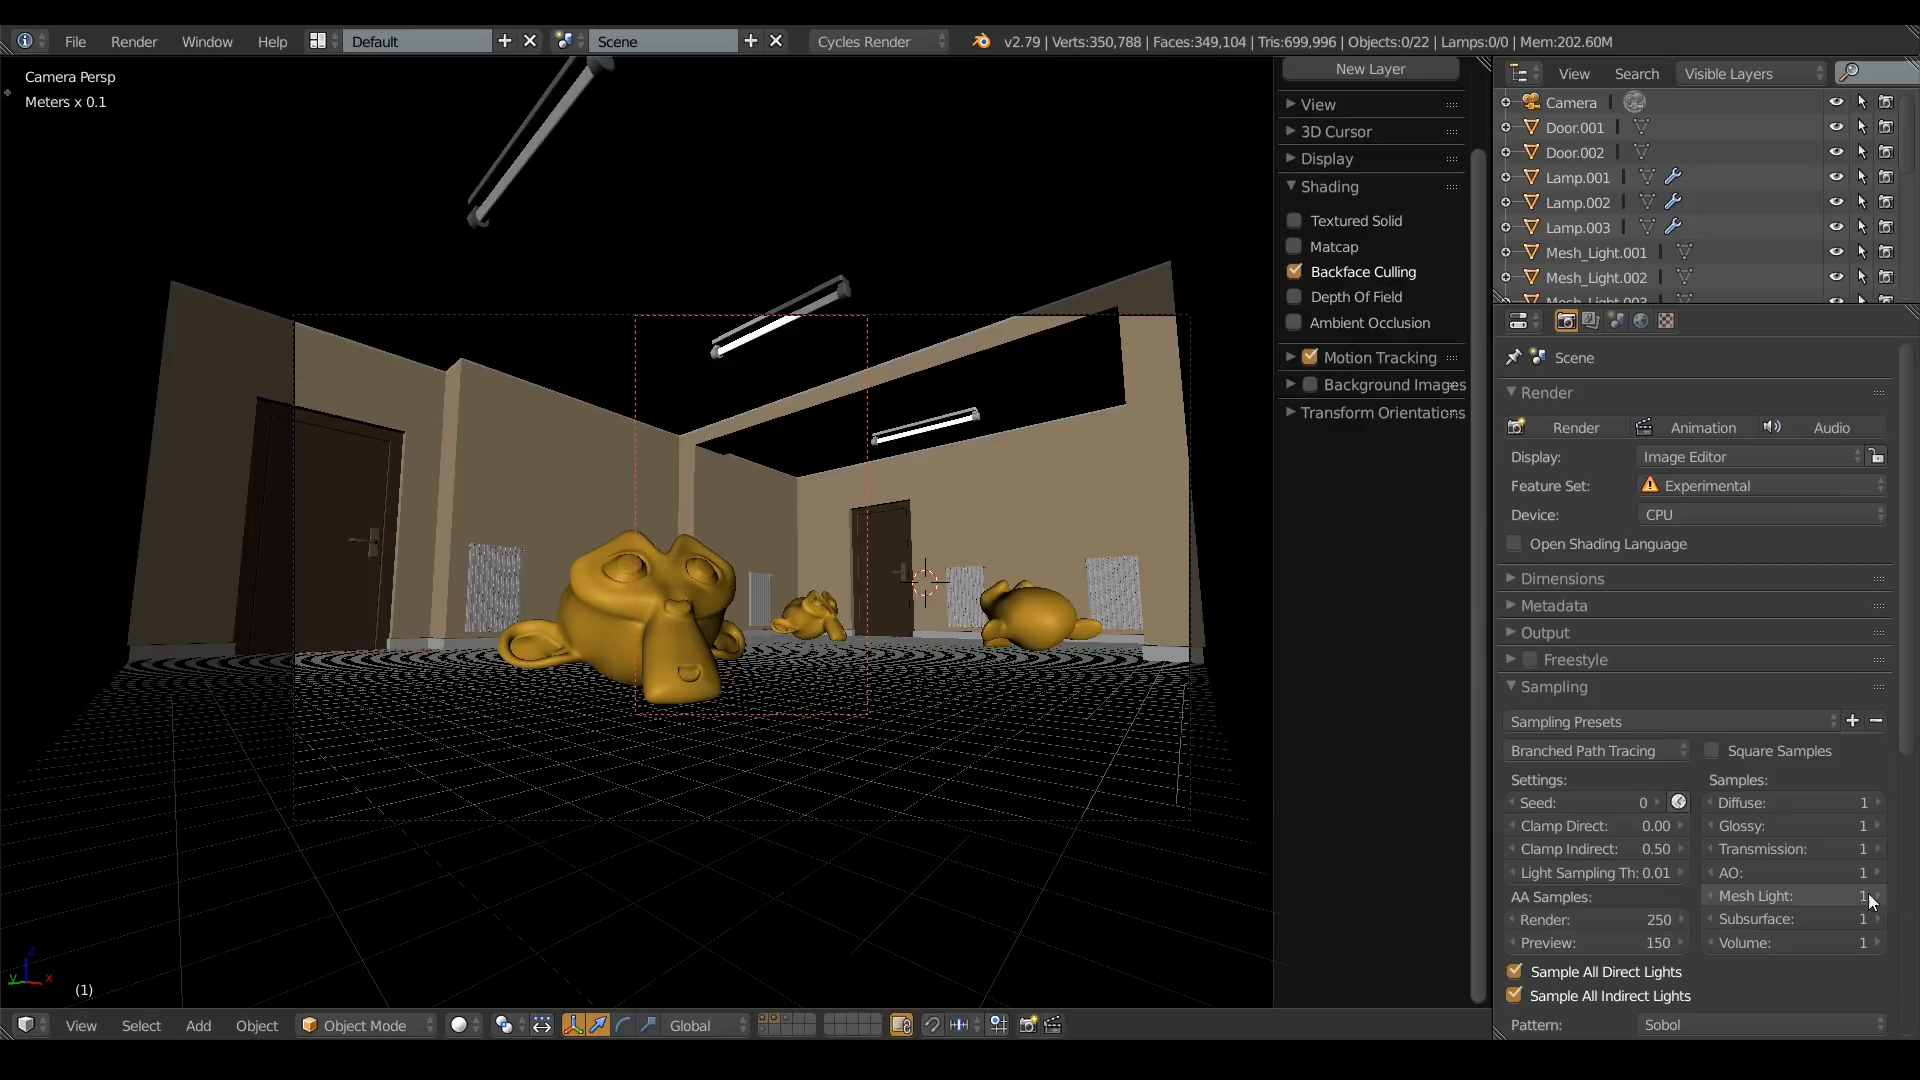 File Render Window Help Default Scene Cycles Render v2.79 | Verts:350,788 | Faces:349,104 | Tris:699,996 | Objects:0/22 | Lamps:0/0 | Mem:202.60M
Camera Persp
Meters x 0.1
New Layer
View
3D Cursor
Display
Shading
Textured Solid
Matcap
Backface Culling
Depth Of Field
Ambient Occlusion
Motion Tracking
Background Images
Transform Orientations
View Search Visible Layers
Camera
Door.001
Door.002
Lamp.001
Lamp.002
Lamp.003
Mesh_Light.001
Mesh_Light.002
Mesh_Light.003
Scene
Render
Render Animation Audio
Display: Image Editor
Feature Set: Experimental
Device: CPU
Open Shading Language
Dimensions
Metadata
Output
Freestyle
Sampling
Sampling Presets
Branched Path Tracing Square Samples
Settings: Samples:
Seed: 0 Diffuse: 1
Clamp Direct: 0.00 Glossy: 1
Clamp Indirect: 0.50 Transmission: 1
Light Sampling Th: 0.01 AO: 1
AA Samples: Mesh Light: 1
Render: 250 Subsurface: 1
Preview: 150 Volume: 1
Sample All Direct Lights
Sample All Indirect Lights
Pattern: Sobol
z
y x
(1)
View Select Add Object Object Mode Global